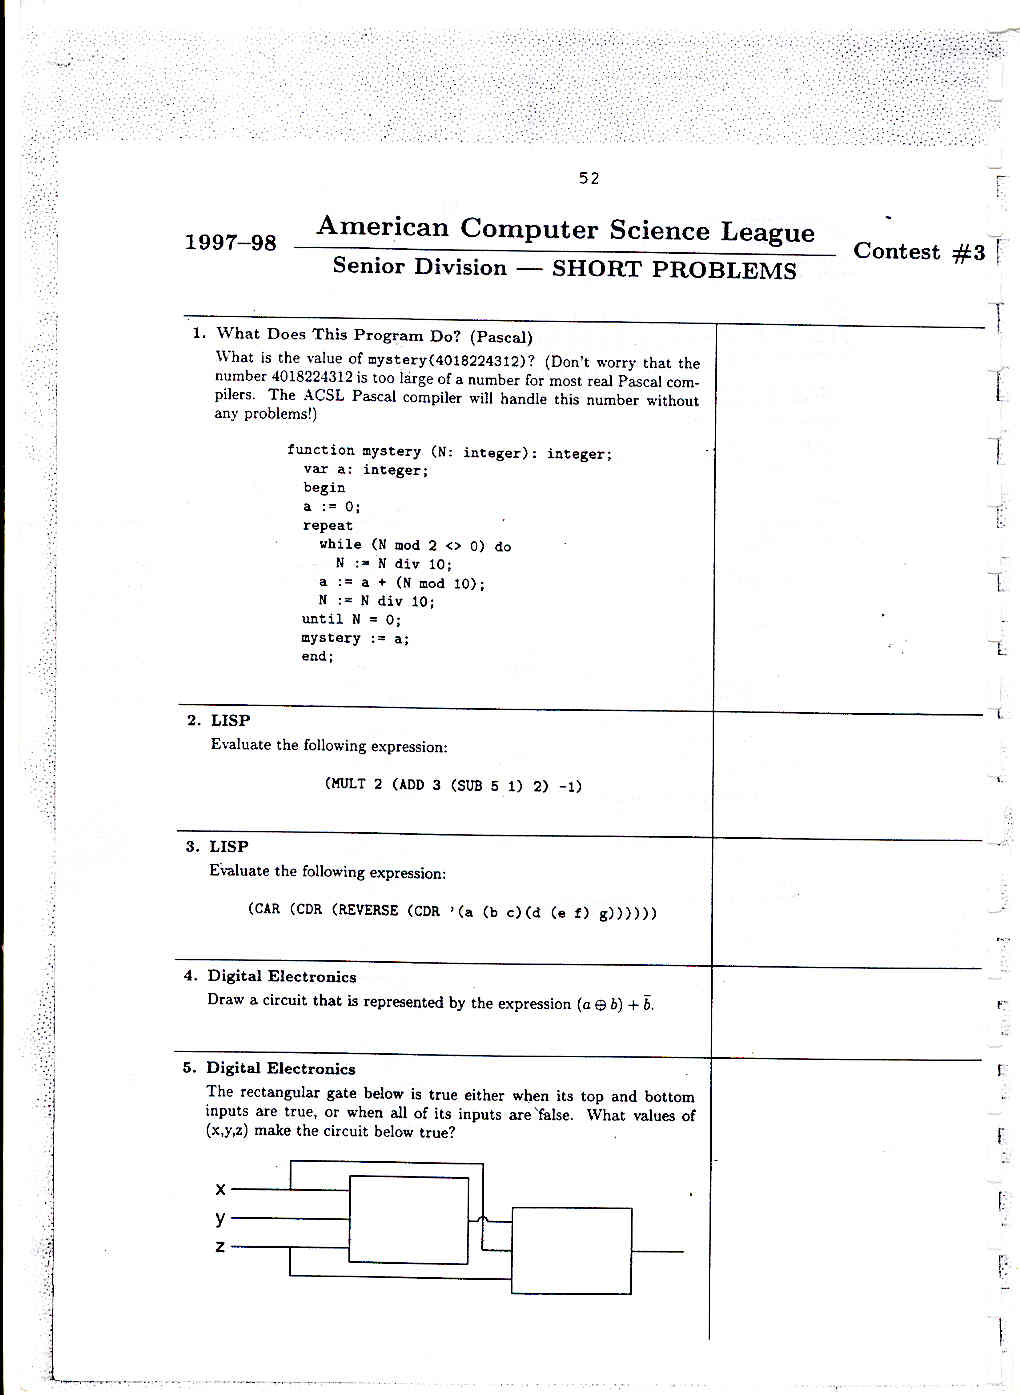 52
1997–98
American Computer Science League
Senior Division — SHORT PROBLEMS
Contest #3
1. What Does This Program Do? (Pascal)
What is the value of mystery(4018224312)? (Don't worry that the
number 4018224312 is too large of a number for most real Pascal com-
pilers. The ACSL Pascal compiler will handle this number without
any problems!)
function mystery (N: integer): integer;
var a: integer;
begin
a := 0;
repeat
while (N mod 2 <> 0) do
N := N div 10;
a := a + (N mod 10);
N := N div 10;
until N = 0;
mystery := a;
end;
2. LISP
Evaluate the following expression:
(MULT 2 (ADD 3 (SUB 5 1) 2) -1)
3. LISP
Evaluate the following expression:
(CAR (CDR (REVERSE (CDR '(a (b c)(d (e f) g))))))
4. Digital Electronics
Draw a circuit that is represented by the expression (a ⊕ b) + b̄.
5. Digital Electronics
The rectangular gate below is true either when its top and bottom
inputs are true, or when all of its inputs are false. What values of
(x,y,z) make the circuit below true?
x
y
z